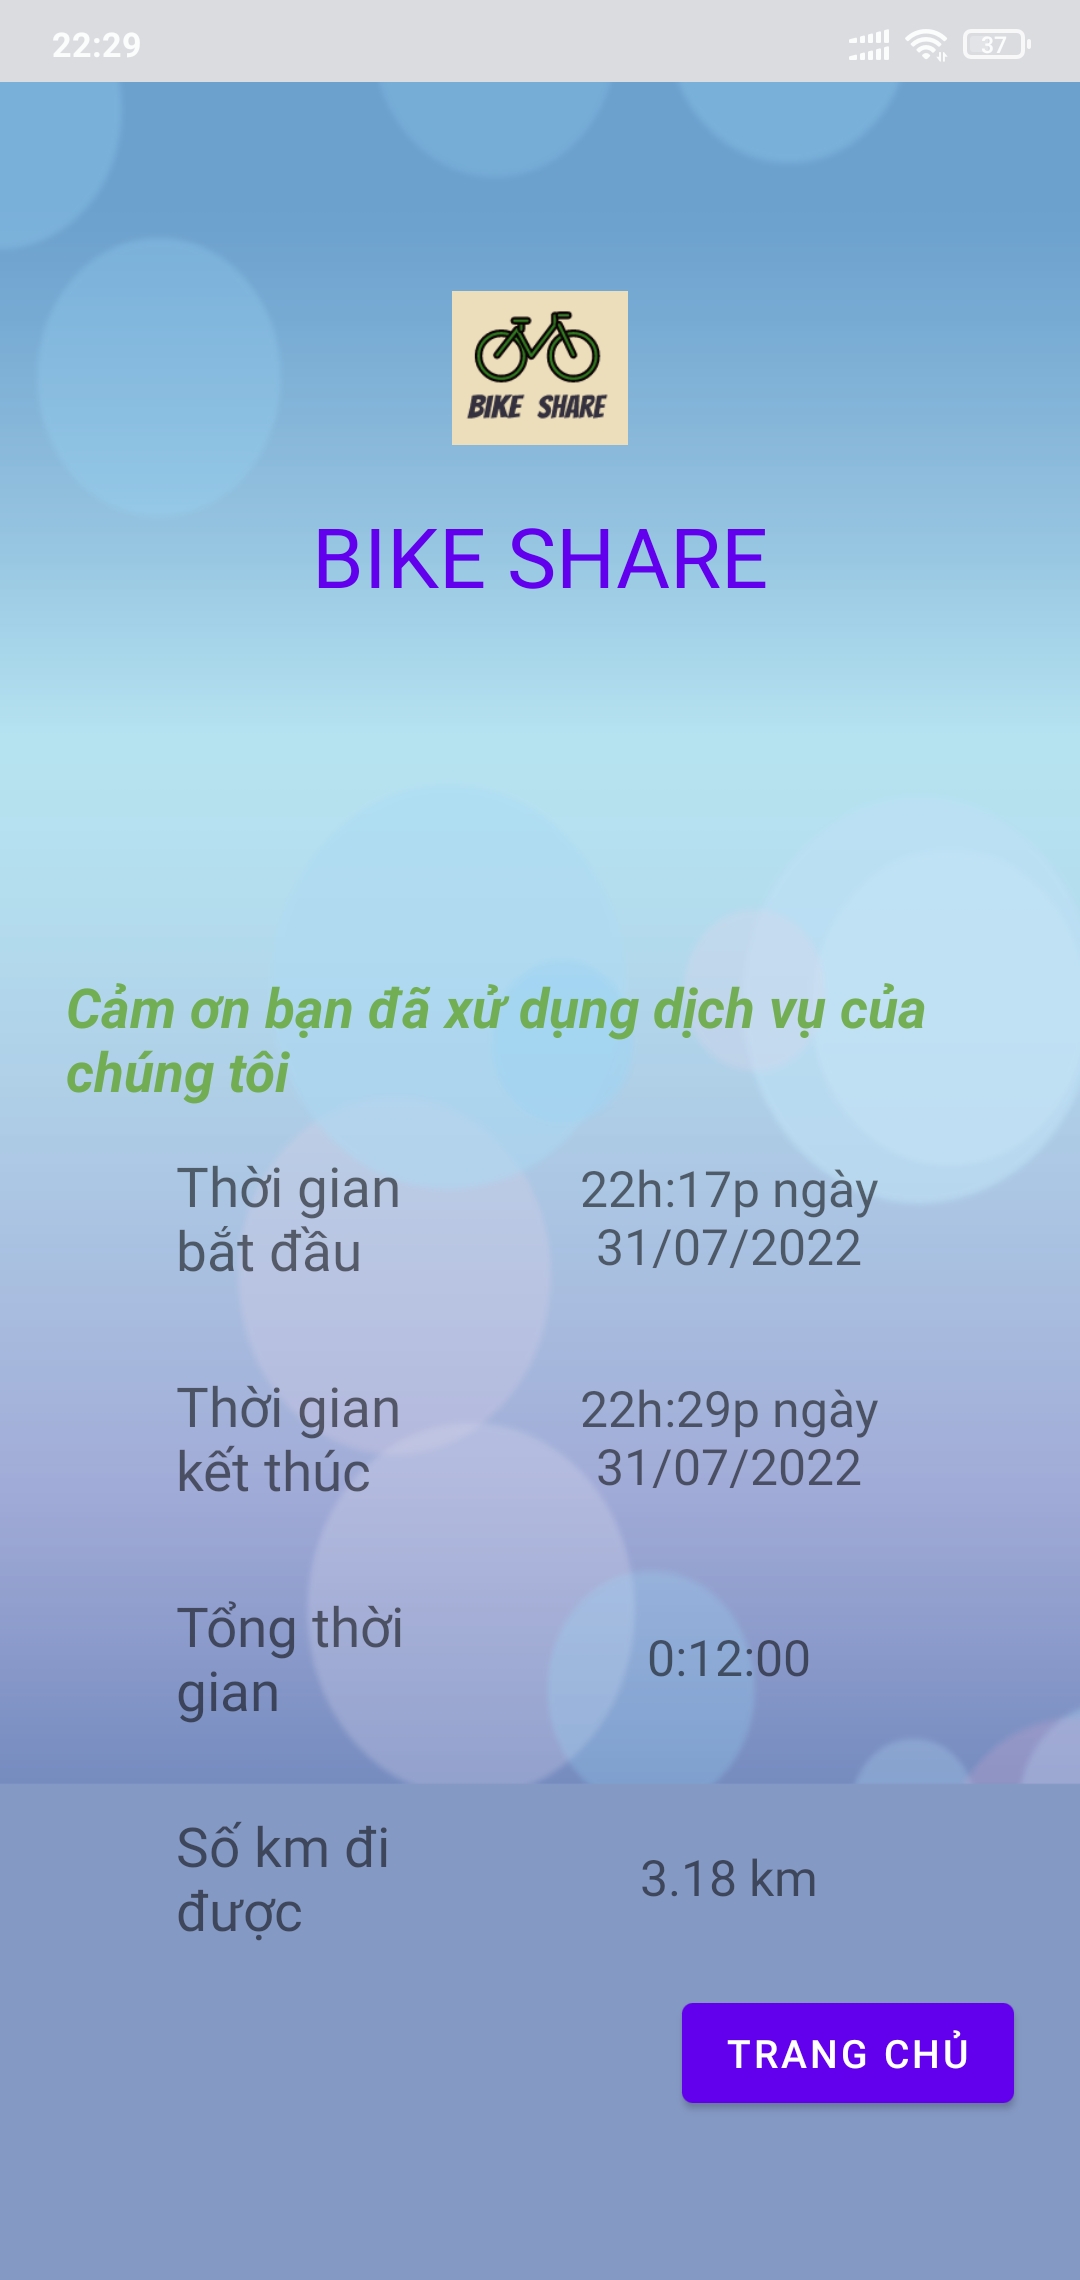 22:29
37
BIKE SHARE
BIKE SHARE
Cảm ơn bạn đã xử dụng dịch vụ của
chúng tôi
Thời gian
bắt đầu
22h:17p ngày
31/07/2022
Thời gian
kết thúc
22h:29p ngày
31/07/2022
Tổng thời
gian
0:12:00
Số km đi
được
3.18 km
TRANG CHỦ